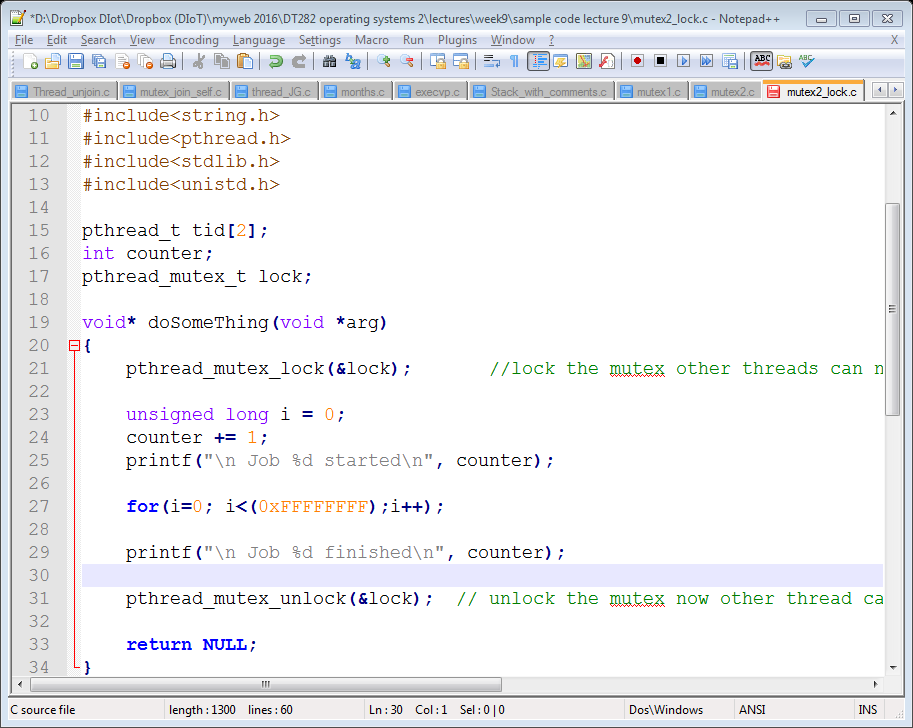 *D:\Dropbox DIot\Dropbox (DIoT)\myweb 2016\DT282 operating systems 2\lectures\week9\sample code lecture 9\mutex2_lock.c - Notepad++
File Edit Search View Encoding Language Settings Macro Run Plugins Window ? X
Thread_unjoin.c mutex_join_self.c thread_JG.c months.c execvp.c Stack_with_comments.c mutex1.c mutex2.c mutex2_lock.c
10 #include<string.h>
11 #include<pthread.h>
12 #include<stdlib.h>
13 #include<unistd.h>
14
15 pthread_t tid[2];
16 int counter;
17 pthread_mutex_t lock;
18
19 void* doSomeThing(void *arg)
20 {
21 pthread_mutex_lock(&lock); //lock the mutex other threads can n
22
23 unsigned long i = 0;
24 counter += 1;
25 printf("\n Job %d started\n", counter);
26
27 for(i=0; i<(0xFFFFFFFF);i++);
28
29 printf("\n Job %d finished\n", counter);
30
31 pthread_mutex_unlock(&lock); // unlock the mutex now other thread ca
32
33 return NULL;
34 }
C source file length : 1300 lines : 60 Ln : 30 Col : 1 Sel : 0 | 0 Dos\Windows ANSI INS